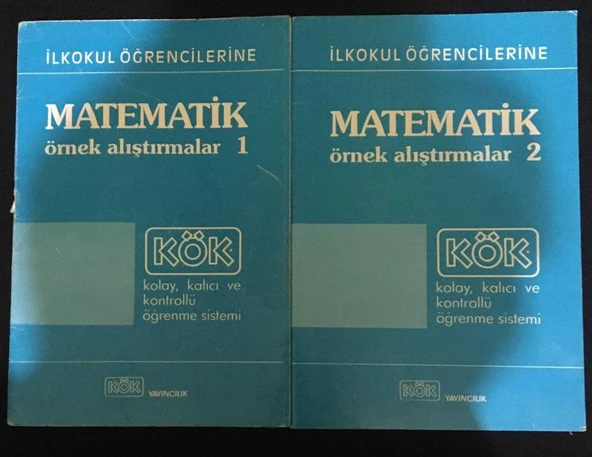 İLKOKUL ÖĞRENCİLERİNE
MATEMATİK
örnek alıştırmalar 1
KÖK
kolay, kalıcı ve
kontrollü
öğrenme sistemi
KÖK YAYINCILIK
İLKOKUL ÖĞRENCİLERİNE
MATEMATİK
örnek alıştırmalar 2
KÖK
kolay, kalıcı ve
kontrollü
öğrenme sistemi
KÖK YAYINCILIK